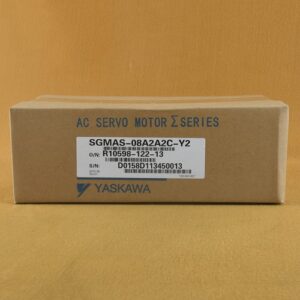 AC SERVO MOTOR Σ SERIES
SGMAS-08A2A2C-Y2
O/N: R10598-122-13
S/N: D0158D113450013
YASKAWA